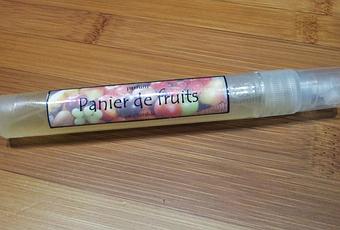 Panier de fruits